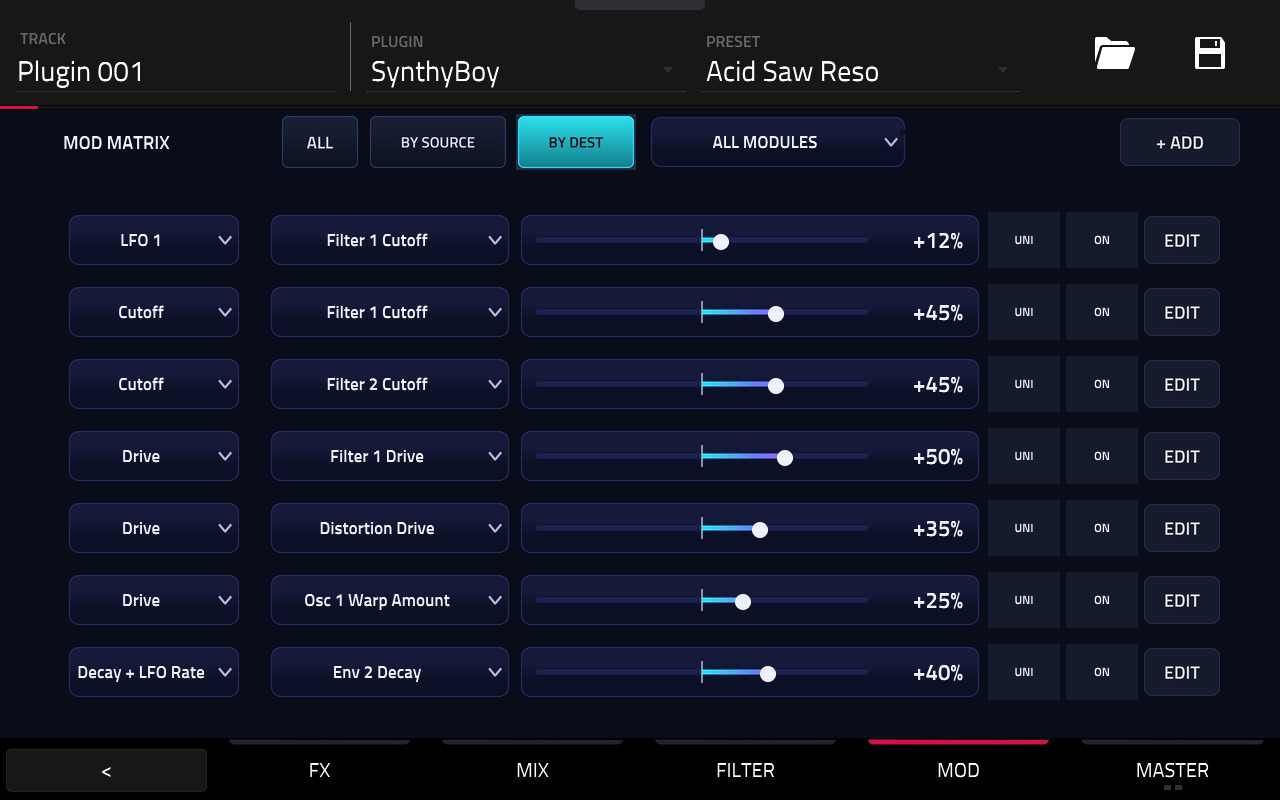 TRACK
Plugin 001
PLUGIN
SynthyBoy
PRESET
Acid Saw Reso
MOD MATRIX
ALL
BY SOURCE
BY DEST
ALL MODULES
+ ADD
LFO 1
Filter 1 Cutoff
+12%
UNI
ON
EDIT
Cutoff
Filter 1 Cutoff
+45%
UNI
ON
EDIT
Cutoff
Filter 2 Cutoff
+45%
UNI
ON
EDIT
Drive
Filter 1 Drive
+50%
UNI
ON
EDIT
Drive
Distortion Drive
+35%
UNI
ON
EDIT
Drive
Osc 1 Warp Amount
+25%
UNI
ON
EDIT
Decay + LFO Rate
Env 2 Decay
+40%
UNI
ON
EDIT
<
FX
MIX
FILTER
MOD
MASTER